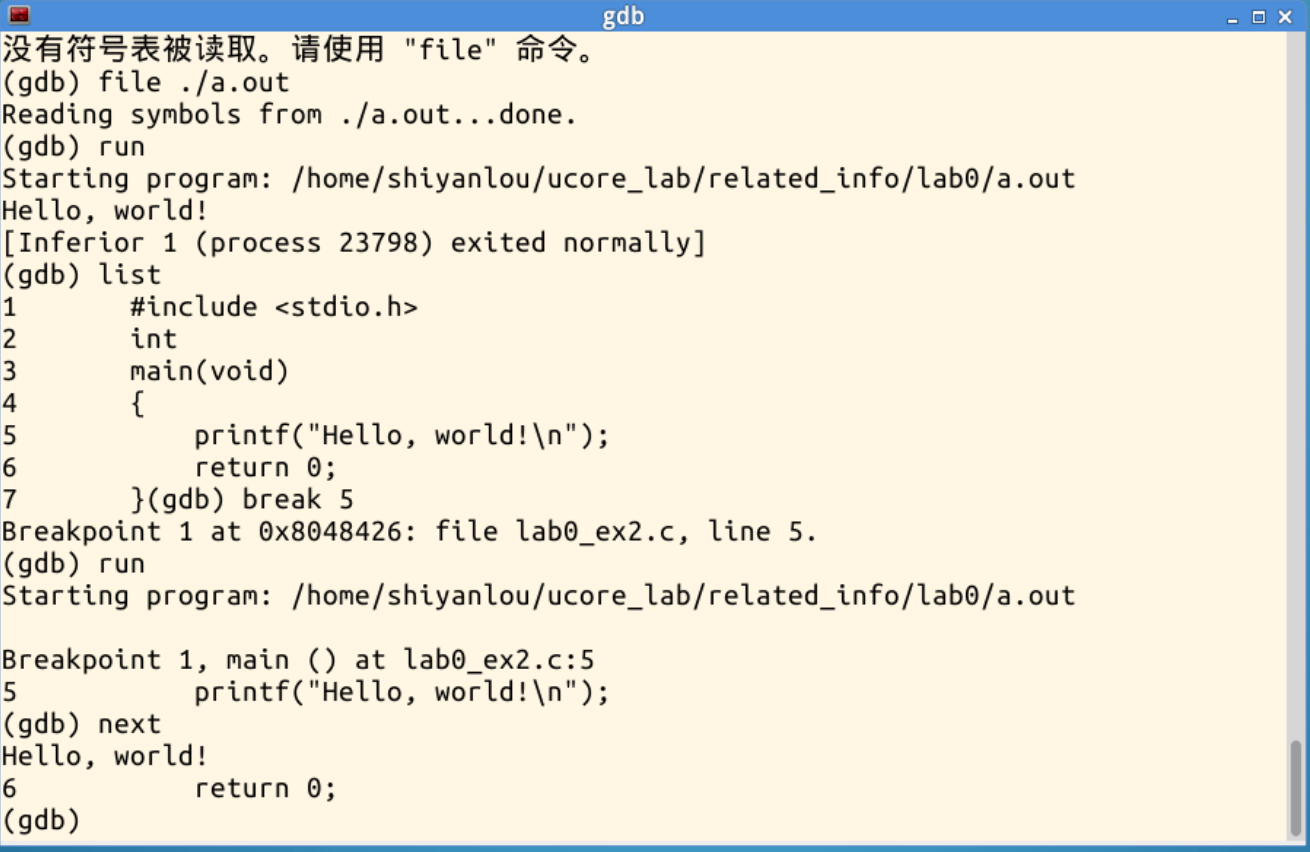 gdb
没有符号表被读取。请使用 "file" 命令。
(gdb) file ./a.out
Reading symbols from ./a.out...done.
(gdb) run
Starting program: /home/shiyanlou/ucore_lab/related_info/lab0/a.out
Hello, world!
[Inferior 1 (process 23798) exited normally]
(gdb) list
1       #include <stdio.h>
2       int
3       main(void)
4       {
5           printf("Hello, world!\n");
6           return 0;
7       }(gdb) break 5
Breakpoint 1 at 0x8048426: file lab0_ex2.c, line 5.
(gdb) run
Starting program: /home/shiyanlou/ucore_lab/related_info/lab0/a.out

Breakpoint 1, main () at lab0_ex2.c:5
5           printf("Hello, world!\n");
(gdb) next
Hello, world!
6           return 0;
(gdb)